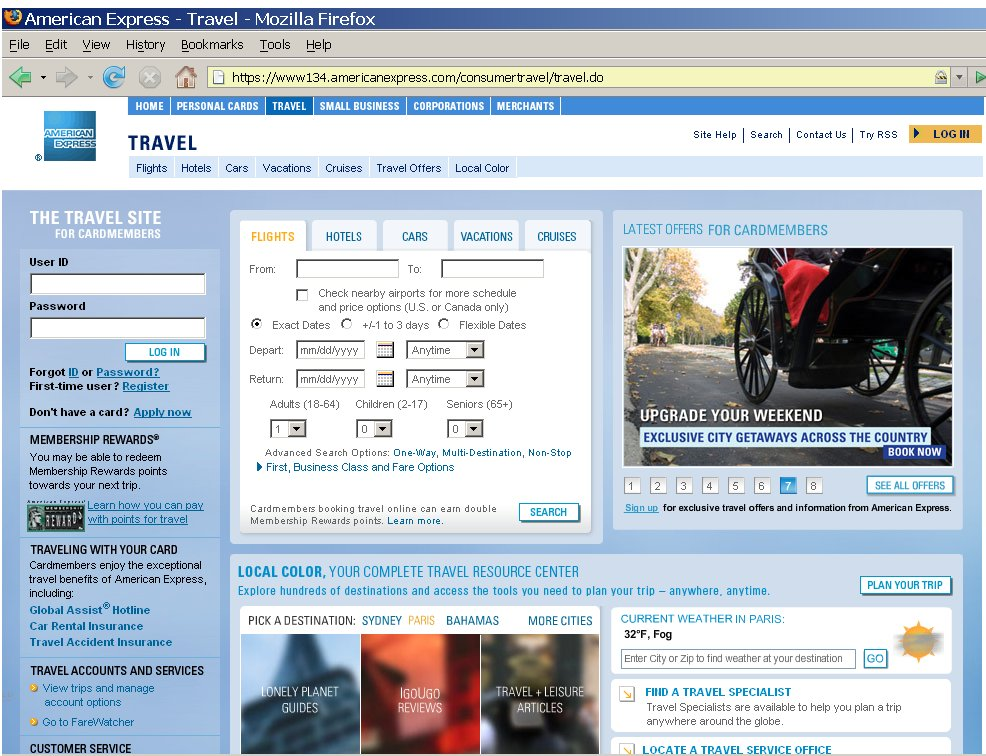 American Express - Travel - Mozilla Firefox
File Edit View History Bookmarks Tools Help
https://www134.americanexpress.com/consumertravel/travel.do
HOME PERSONAL CARDS TRAVEL SMALL BUSINESS CORPORATIONS MERCHANTS
AMERICAN
EXPRESS
®
TRAVEL
Site Help Search Contact Us Try RSS LOG IN
Flights Hotels Cars Vacations Cruises Travel Offers Local Color
THE TRAVEL SITE
FOR CARDMEMBERS
User ID
Password
LOG IN
Forgot ID or Password?
First-time user? Register
Don't have a card? Apply now
MEMBERSHIP REWARDS®
You may be able to redeem
Membership Rewards points
towards your next trip.
Learn how you can pay
with points for travel
TRAVELING WITH YOUR CARD
Cardmembers enjoy the exceptional
travel benefits of American Express,
including:
Global Assist® Hotline
Car Rental Insurance
Travel Accident Insurance
TRAVEL ACCOUNTS AND SERVICES
View trips and manage
account options
Go to FareWatcher
CUSTOMER SERVICE
FLIGHTS HOTELS CARS VACATIONS CRUISES
From: To:
Check nearby airports for more schedule
and price options (U.S. or Canada only)
Exact Dates +/-1 to 3 days Flexible Dates
Depart: mm/dd/yyyy Anytime
Return: mm/dd/yyyy Anytime
Adults (18-64) Children (2-17) Seniors (65+)
1 0 0
Advanced Search Options: One-Way, Multi-Destination, Non-Stop
First, Business Class and Fare Options
Cardmembers booking travel online can earn double
Membership Rewards points. Learn more.
SEARCH
LATEST OFFERS FOR CARDMEMBERS
UPGRADE YOUR WEEKEND
EXCLUSIVE CITY GETAWAYS ACROSS THE COUNTRY
BOOK NOW
1 2 3 4 5 6 7 8 SEE ALL OFFERS
Sign up for exclusive travel offers and information from American Express.
LOCAL COLOR, YOUR COMPLETE TRAVEL RESOURCE CENTER
Explore hundreds of destinations and access the tools you need to plan your trip – anywhere, anytime.
PLAN YOUR TRIP
PICK A DESTINATION: SYDNEY PARIS BAHAMAS MORE CITIES
LONELY PLANET
GUIDES
IGOUGO
REVIEWS
TRAVEL + LEISURE
ARTICLES
CURRENT WEATHER IN PARIS:
32°F, Fog
Enter City or Zip to find weather at your destination GO
FIND A TRAVEL SPECIALIST
Travel Specialists are available to help you plan a trip
anywhere around the globe.
LOCATE A TRAVEL SERVICE OFFICE